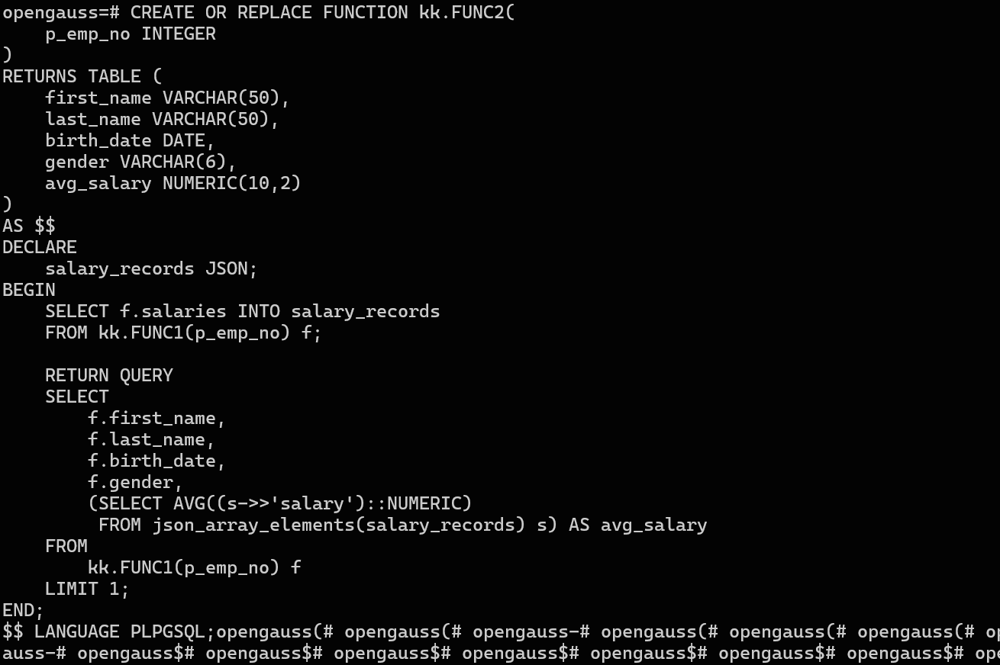 opengauss=# CREATE OR REPLACE FUNCTION kk.FUNC2(
    p_emp_no INTEGER
)
RETURNS TABLE (
    first_name VARCHAR(50),
    last_name VARCHAR(50),
    birth_date DATE,
    gender VARCHAR(6),
    avg_salary NUMERIC(10,2)
)
AS $$
DECLARE
    salary_records JSON;
BEGIN
    SELECT f.salaries INTO salary_records
    FROM kk.FUNC1(p_emp_no) f;

    RETURN QUERY
    SELECT
        f.first_name,
        f.last_name,
        f.birth_date,
        f.gender,
        (SELECT AVG((s->>'salary')::NUMERIC)
         FROM json_array_elements(salary_records) s) AS avg_salary
    FROM
        kk.FUNC1(p_emp_no) f
    LIMIT 1;
END;
$$ LANGUAGE PLPGSQL;opengauss(# opengauss(# opengauss-# opengauss(# opengauss(# opengauss(# op
auss-# opengauss$# opengauss$# opengauss$# opengauss$# opengauss$# opengauss$# opengauss$# ope